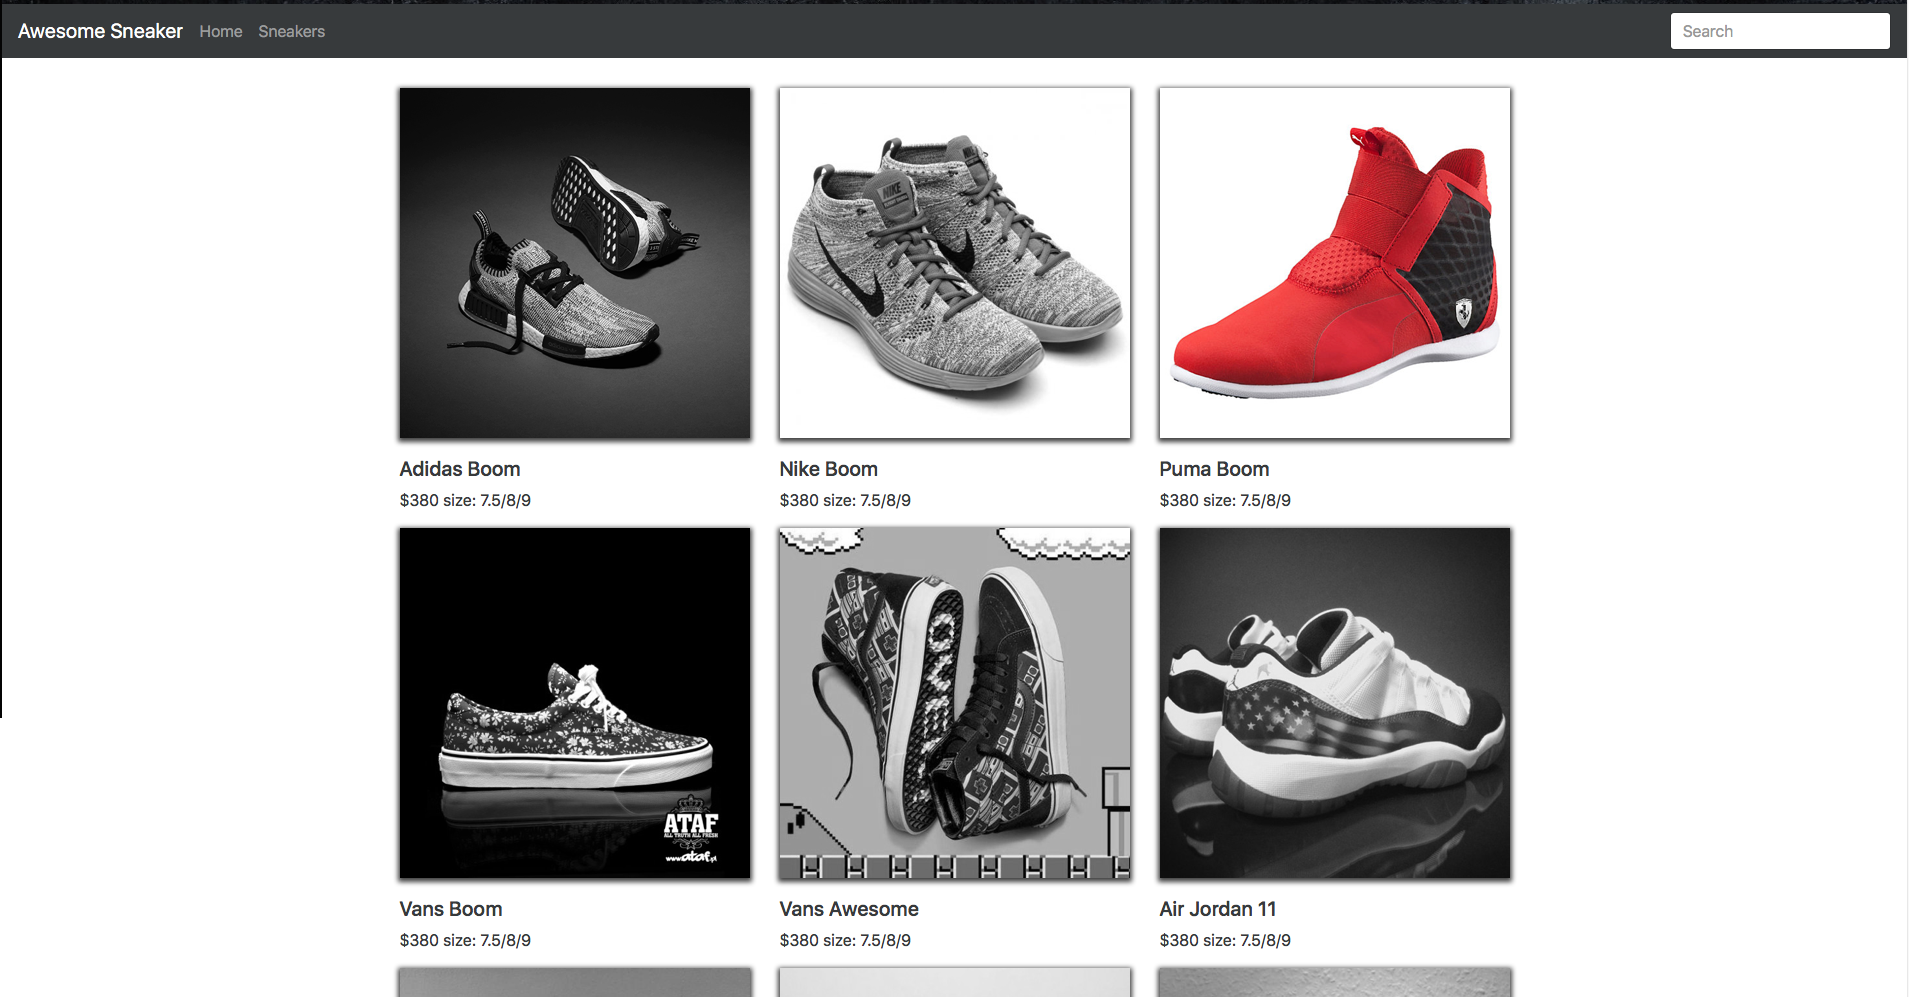 Awesome Sneaker Home Sneakers Search
NIKE
Adidas Boom Nike Boom Puma Boom
$380 size: 7.5/8/9 $380 size: 7.5/8/9 $380 size: 7.5/8/9
ATAF
ALL TRUTH ALL FRESH
www.ataf.pl
Vans Boom Vans Awesome Air Jordan 11
$380 size: 7.5/8/9 $380 size: 7.5/8/9 $380 size: 7.5/8/9